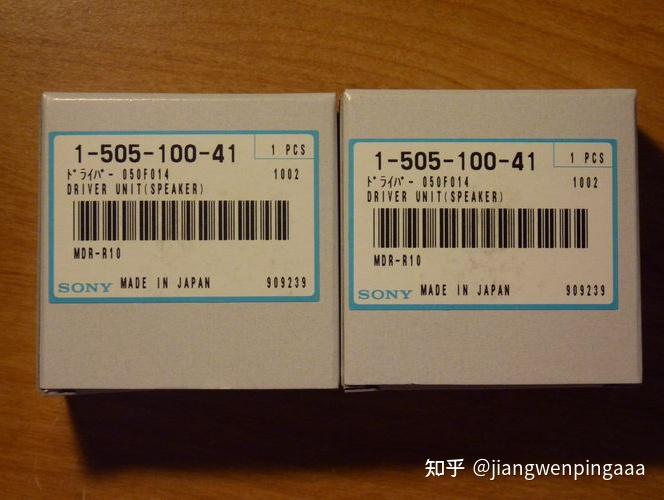 1-505-100-41 1 PCS
ドライバ- 050F014 1002
DRIVER UNIT(SPEAKER)
MDR-R10
SONY MADE IN JAPAN 909239
1-505-100-41 1 PCS
ドライバ- 050F014 1002
DRIVER UNIT(SPEAKER)
MDR-R10
SONY MADE IN JAPAN 909239
知乎 @jiangwenpingaaa